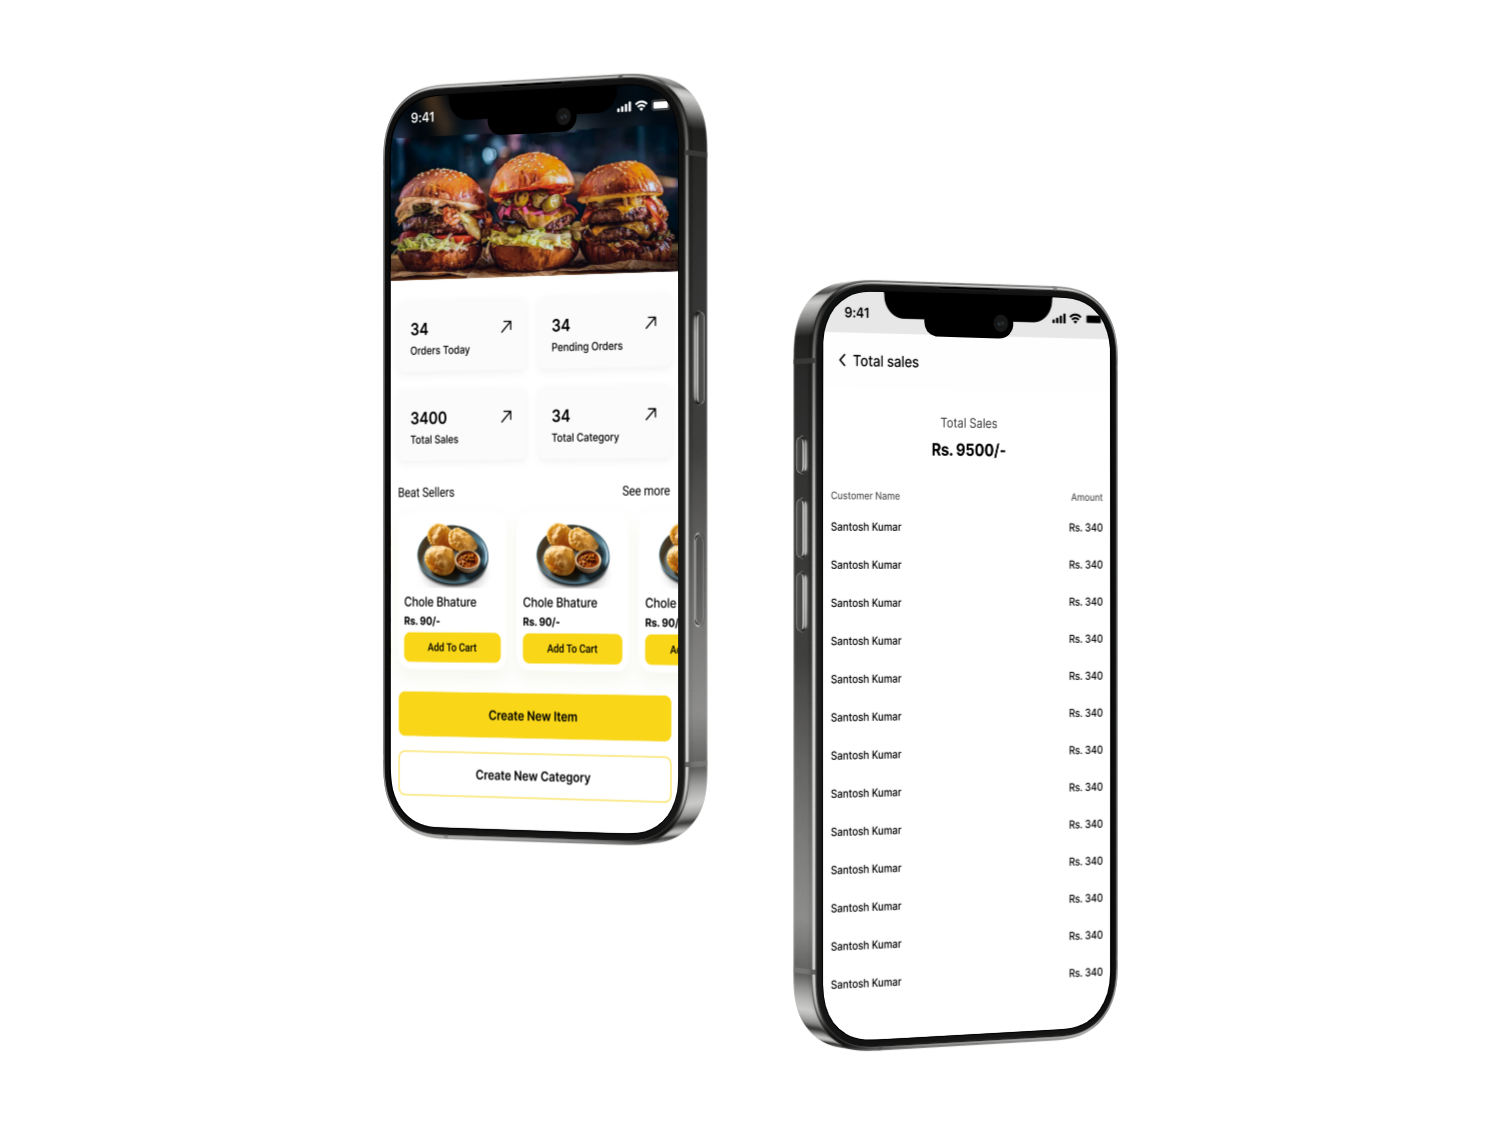 9:41
34
Orders Today
34
Pending Orders
3400
Total Sales
34
Total Category
Beat Sellers
See more
Chole Bhature
Rs. 90/-
Add To Cart
Chole Bhature
Rs. 90/-
Add To Cart
Chole
Rs. 90/
A
Create New Item
Create New Category
9:41
Total sales
Total Sales
Rs. 9500/-
Customer Name Amount
Santosh Kumar Rs. 340
Santosh Kumar Rs. 340
Santosh Kumar Rs. 340
Santosh Kumar Rs. 340
Santosh Kumar Rs. 340
Santosh Kumar Rs. 340
Santosh Kumar Rs. 340
Santosh Kumar Rs. 340
Santosh Kumar Rs. 340
Santosh Kumar Rs. 340
Santosh Kumar Rs. 340
Santosh Kumar Rs. 340
Santosh Kumar Rs. 340